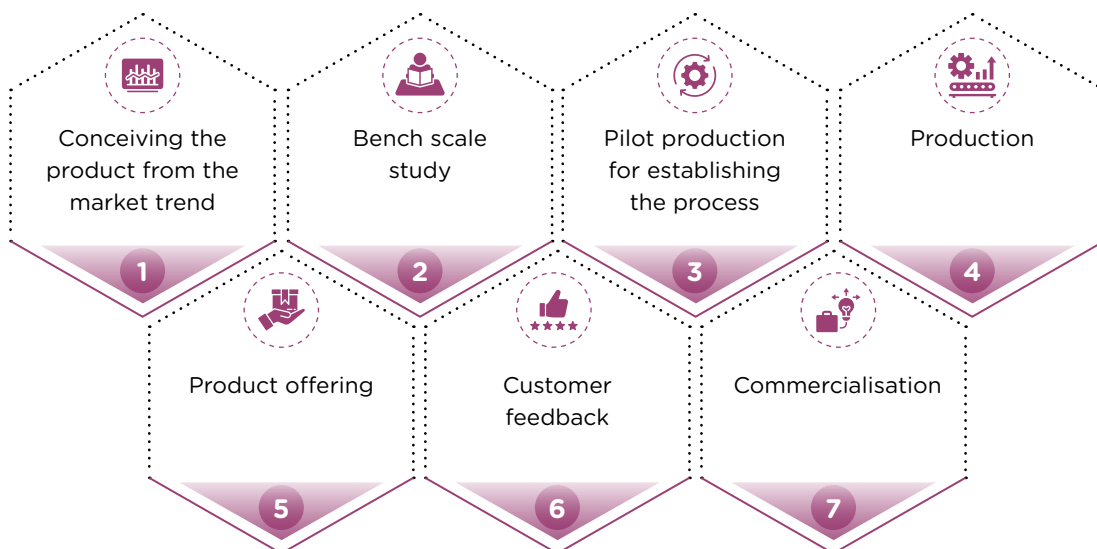 Conceiving the
product from the
market trend
1
Bench scale
study
2
Pilot production
for establishing
the process
3
Production
4
Product offering
5
Customer
feedback
6
Commercialisation
7